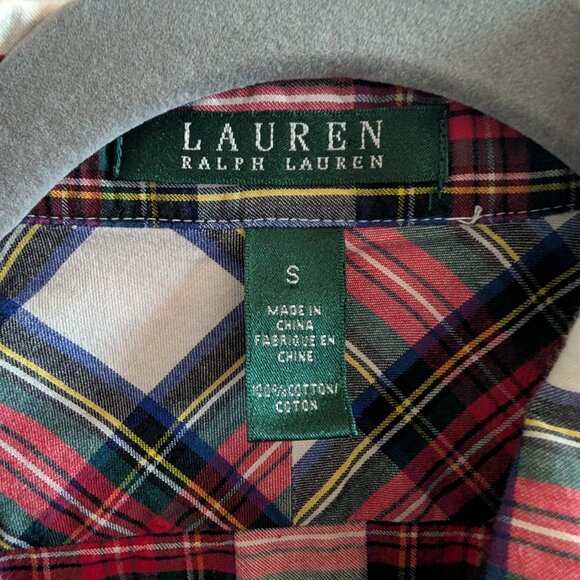 LAUREN
RALPH LAUREN
S
MADE IN
CHINA
FABRIQUE EN
CHINE
100% COTTON/
COTON